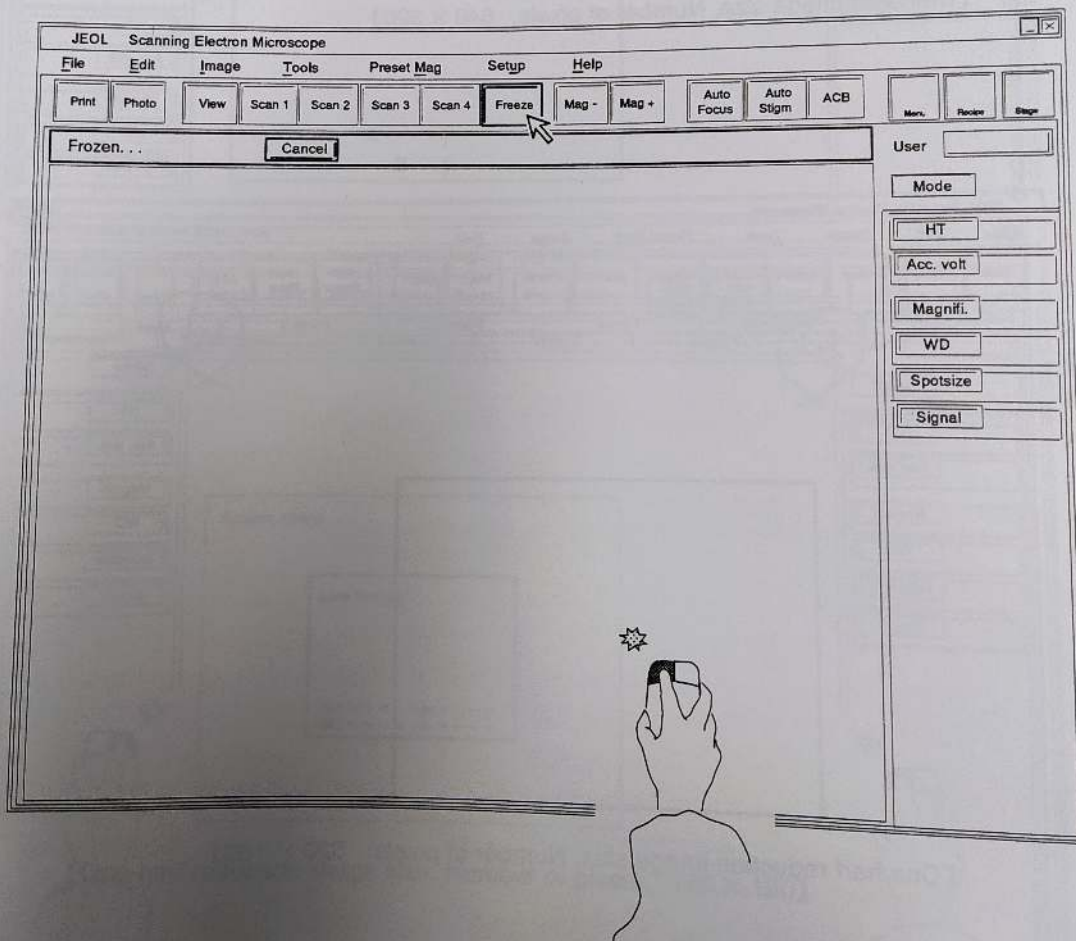 JEOL Scanning Electron Microscope
File Edit Image Tools Preset Mag Setup Help
Print Photo View Scan 1 Scan 2 Scan 3 Scan 4 Freeze Mag - Mag + Auto Focus Auto Stigm ACB Recipe Stage
Frozen. . . Cancel
User
Mode
HT
Acc. volt
Magnifi.
WD
Spotsize
Signal